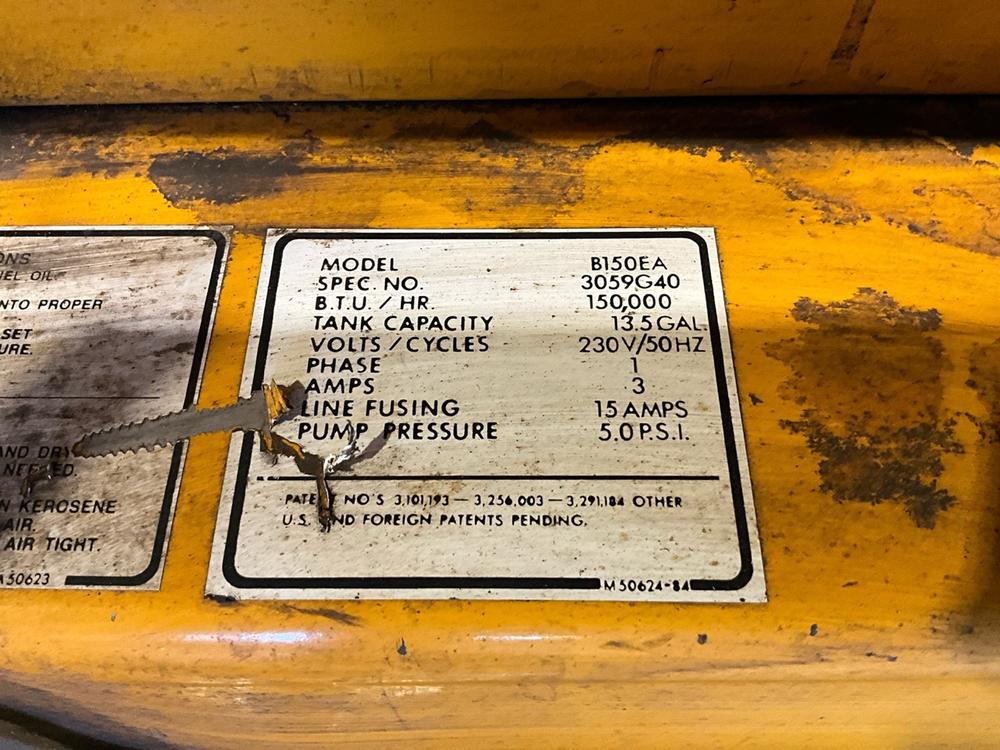 ONS
FUEL OIL.
NTO PROPER
SET
URE.
AND DRY
NEEDED.
N KEROSENE
AIR.
AIR TIGHT.
50623
MODEL B150EA
SPEC. NO. 3059G40
B.T.U. / HR. 150,000
TANK CAPACITY 13.5 GAL.
VOLTS / CYCLES 230V/50HZ
PHASE 1
AMPS 3
LINE FUSING 15 AMPS
PUMP PRESSURE 5.0 P.S.I.
PATENT NO'S 3,101,193 — 3,256,003 — 3,291,184 OTHER
U.S. AND FOREIGN PATENTS PENDING.
M50624-84